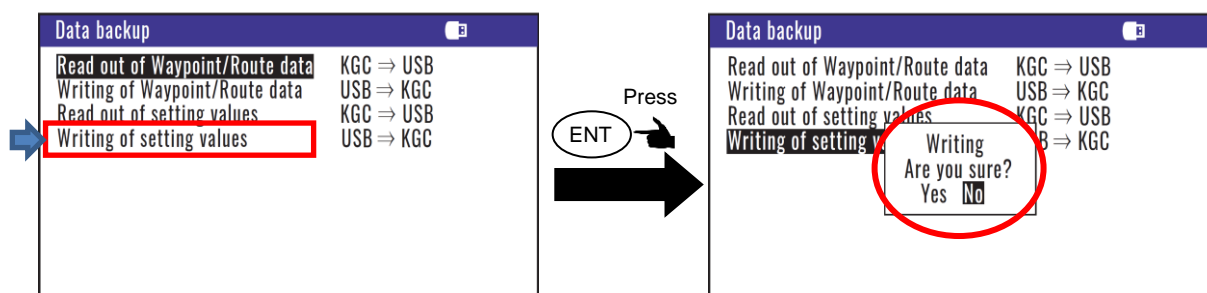 Data backup
Read out of Waypoint/Route data KGC ⇒ USB
Writing of Waypoint/Route data USB ⇒ KGC
Read out of setting values KGC ⇒ USB
Writing of setting values USB ⇒ KGC
Press
ENT
Data backup
Read out of Waypoint/Route data KGC ⇒ USB
Writing of Waypoint/Route data USB ⇒ KGC
Read out of setting values KGC ⇒ USB
Writing of setting v B ⇒ KGC
Writing
Are you sure?
Yes No